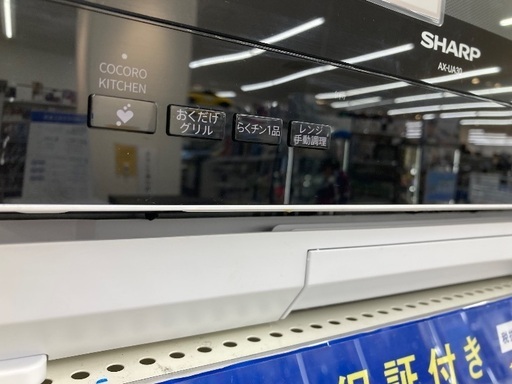 SHARP
AX-UA30
COCORO
KITCHEN
おくだけ
グリル
らくチン1品
レンジ
手動調理
保証付き